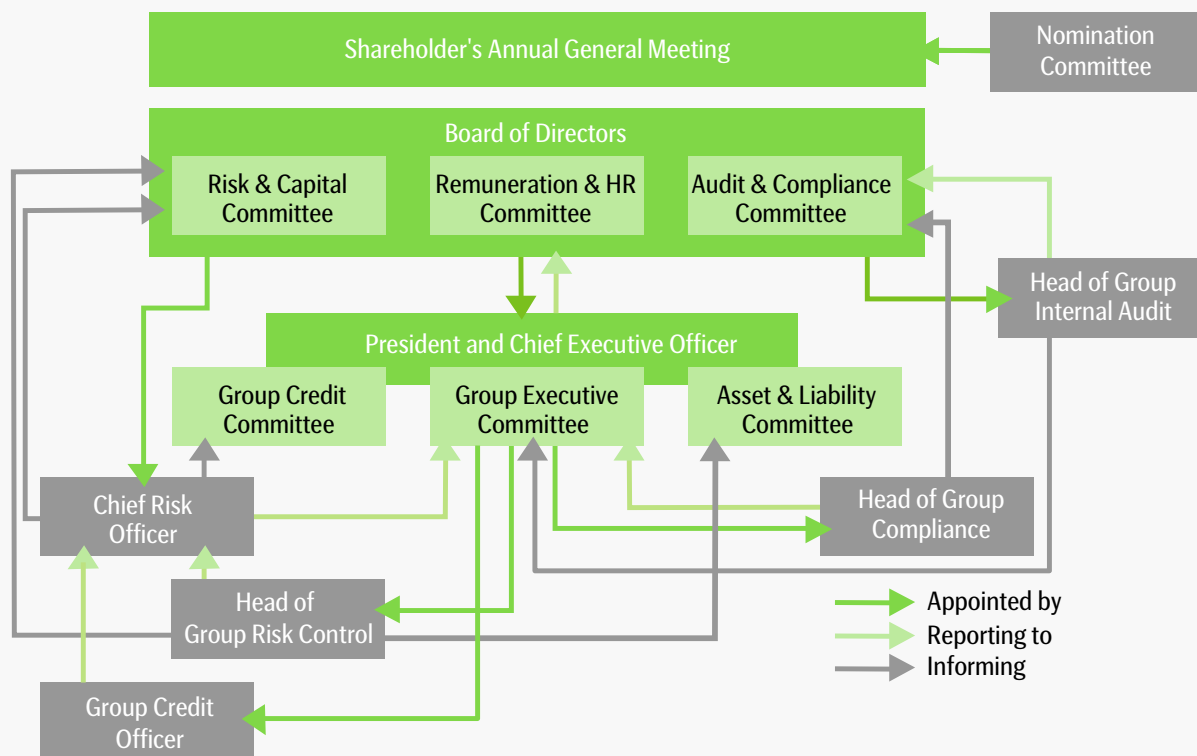 Shareholder's Annual General Meeting
Nomination
Committee
Board of Directors
Risk & Capital
Committee
Remuneration & HR
Committee
Audit & Compliance
Committee
Head of Group
Internal Audit
President and Chief Executive Officer
Group Credit
Committee
Group Executive
Committee
Asset & Liability
Committee
Chief Risk
Officer
Head of Group
Compliance
Head of
Group Risk Control
Group Credit
Officer
Appointed by
Reporting to
Informing